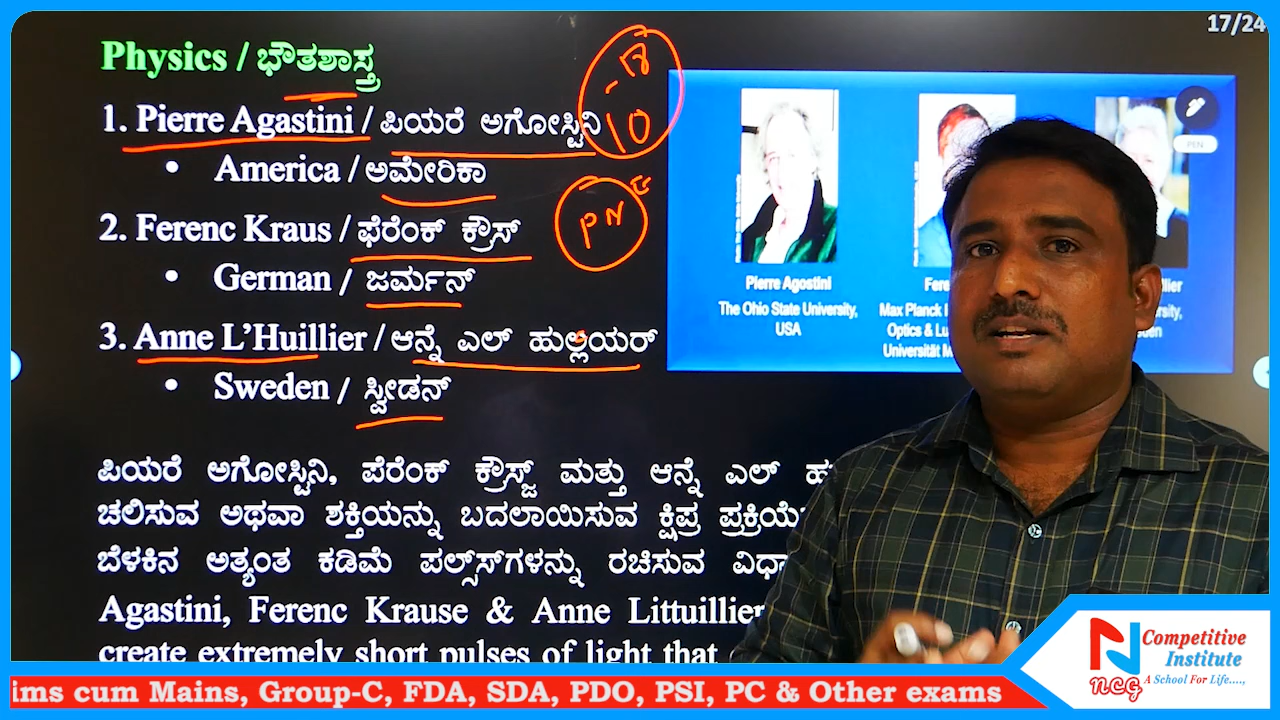 17/24
Physics / ಭೌತಶಾಸ್ತ್ರ
1. Pierre Agastini / ಪಿಯರೆ ಅಗೋಸ್ಟಿನಿ
• America / ಅಮೇರಿಕಾ
2. Ferenc Kraus / ಫೆರೆಂಕ್ ಕ್ರೌಸ್
• German / ಜರ್ಮನ್
3. Anne L'Huillier / ಆನ್ನೆ ಎಲ್ ಹುಲ್ಲಿಯರ್
• Sweden / ಸ್ವೀಡನ್
-18
10
PEN
Pierre Agostini
The Ohio State University,
USA
Max Planck
Optics &
ಪಿಯರೆ ಅಗೋಸ್ಟಿನಿ, ಪೆರೆಂಕ್ ಕ್ರೌಸ್ಜ್ ಮತ್ತು ಆನ್ನೆ ಎಲ್
ಚಲಿಸುವ ಅಥವಾ ಶಕ್ತಿಯನ್ನು ಬದಲಾಯಿಸುವ ಕ್ಷಿಪ್ರ
ಬೆಳಕಿನ ಅತ್ಯಂತ ಕಡಿಮೆ ಪಲ್ಸ್‌ಸ್‌ಗಳನ್ನು ರಚಿಸುವ
Agastini, Ferenc Krause & Anne Littuillier
create extremely short pulses of light that
N Competitive
Institute
ncg A School For Life....,
ims cum Mains, Group-C, FDA, SDA, PDO, PSI, PC & Other exams